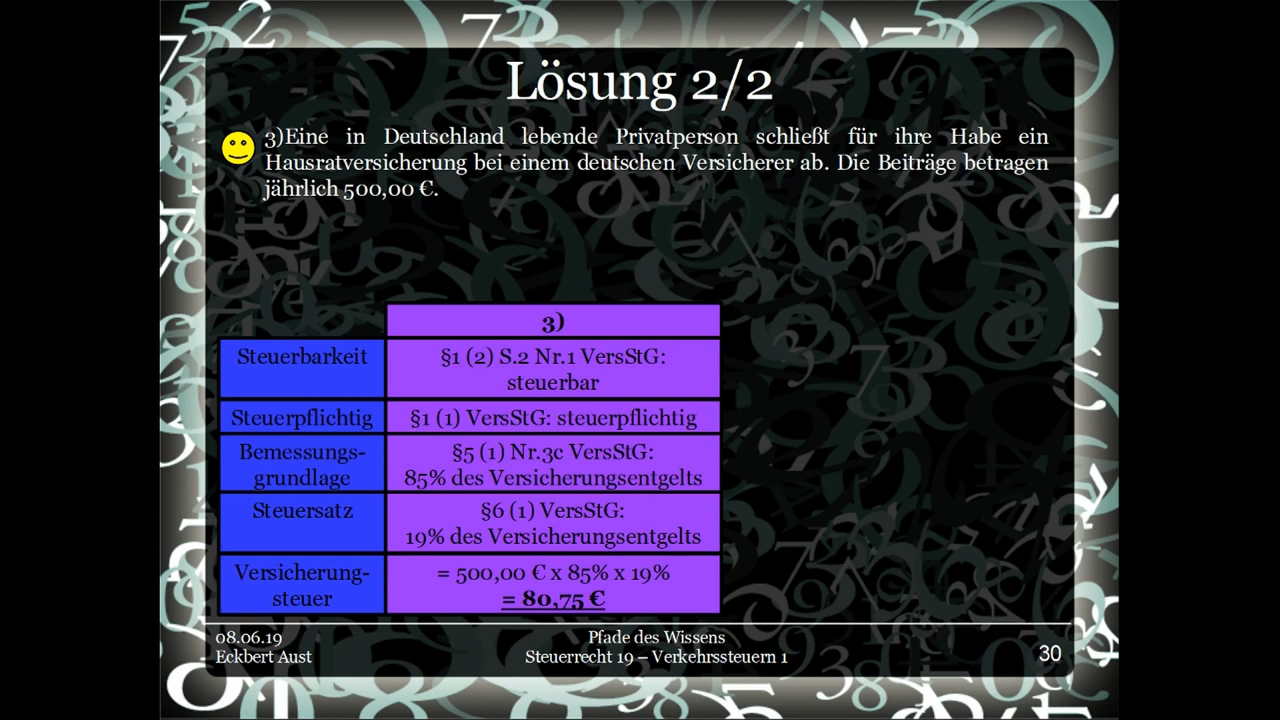 Lösung 2/2
3)Eine in Deutschland lebende Privatperson schließt für ihre Habe ein
Hausratversicherung bei einem deutschen Versicherer ab. Die Beiträge betragen
jährlich 500,00 €.
3)
Steuerbarkeit
§1 (2) S.2 Nr.1 VersStG:
steuerbar
Steuerpflichtig
§1 (1) VersStG: steuerpflichtig
Bemessungs-
grundlage
§5 (1) Nr.3c VersStG:
85% des Versicherungsentgelts
Steuersatz
§6 (1) VersStG:
19% des Versicherungsentgelts
Versicherung-
steuer
= 500,00 € x 85% x 19%
= 80,75 €
08.06.19
Eckbert Aust
Pfade des Wissens
Steuerrecht 19 – Verkehrssteuern 1
30